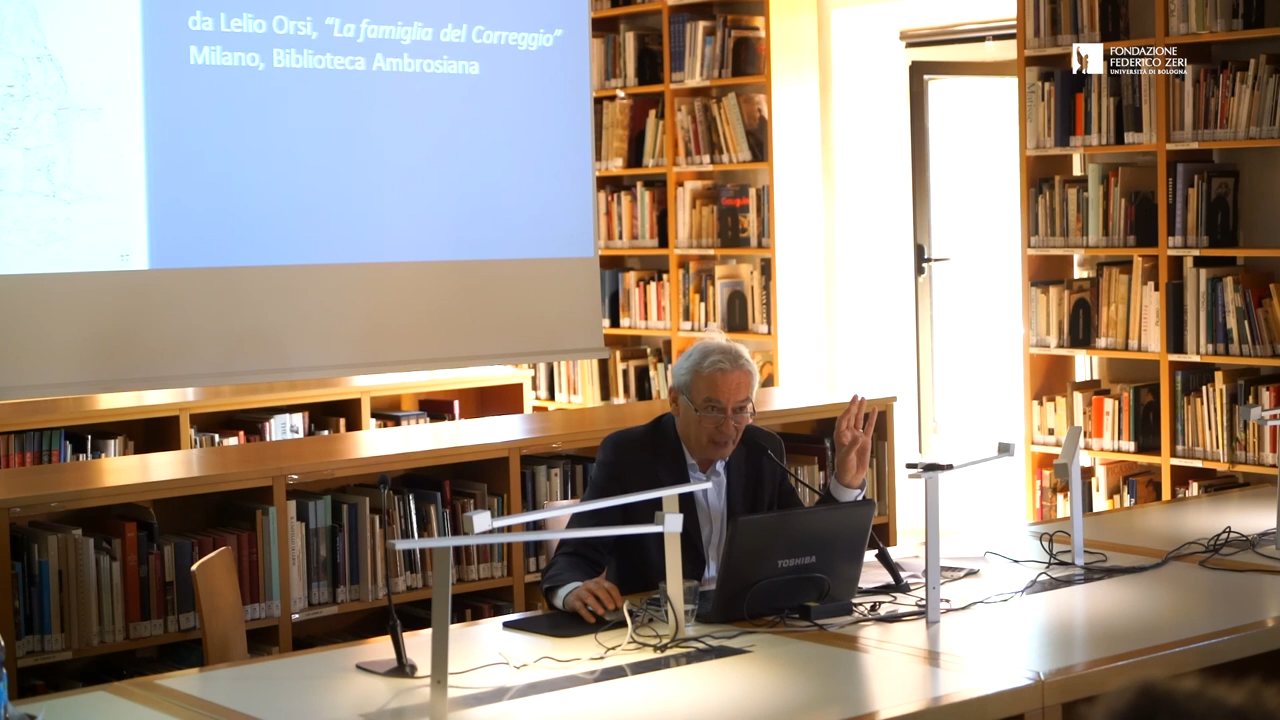 da Lelio Orsi, “La famiglia del Correggio”
Milano, Biblioteca Ambrosiana
FONDAZIONE
FEDERICO ZERI
UNIVERSITÀ DI BOLOGNA
TOSHIBA